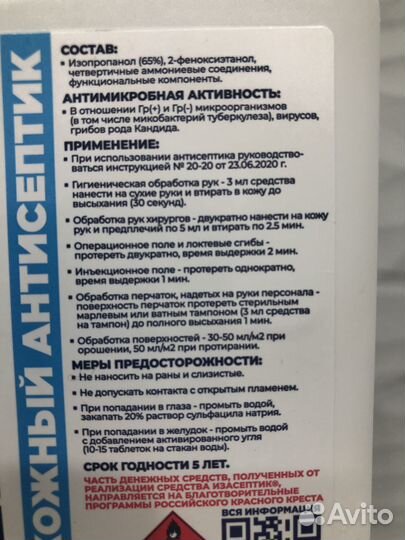 КОЖНЫЙ АНТИСЕПТИК
СОСТАВ:
• Изопропанол (65%), 2-феноксиэтанол,
четвертичные аммониевые соединения,
функциональные компоненты.
АНТИМИКРОБНАЯ АКТИВНОСТЬ:
• В отношении Гр(+) и Гр(-) микроорганизмов
(в том числе микобактерий туберкулеза), вирусов,
грибов рода Кандида.
ПРИМЕНЕНИЕ:
• При использовании антисептика руководство-
ваться инструкцией № 20-20 от 23.06.2020 г.
• Гигиеническая обработка рук - 3 мл средства
нанести на сухие руки и втирать в кожу до
высыхания (30 секунд).
• Обработка рук хирургов - двукратно нанести на кожу
рук и предплечий по 5 мл и втирать по 2.5 мин.
• Операционное поле и локтевые сгибы -
протереть двукратно, время выдержки 2 мин.
• Инъекционное поле - протереть однократно,
время выдержки 1 мин.
• Обработка перчаток, надетых на руки персонала -
поверхность перчаток протереть стерильным
марлевым или ватным тампоном (3 мл средства
на тампон) до полного высыхания 1 мин.
• Обработка поверхностей - 30-50 мл/м2 при
орошении, 50 мл/м2 при протирании.
МЕРЫ ПРЕДОСТОРОЖНОСТИ:
• Не наносить на раны и слизистые.
• Не допускать контакта с открытым пламенем.
• При попадании в глаза - промыть водой,
закапать 20% раствор сульфацила натрия.
• При попадании в желудок - промыть водой
с добавлением активированного угля
(10-15 таблеток на стакан воды).
СРОК ГОДНОСТИ 5 ЛЕТ.
ЧАСТЬ ДЕНЕЖНЫХ СРЕДСТВ, ПОЛУЧЕННЫХ ОТ
РЕАЛИЗАЦИИ СРЕДСТВА ИЗАСЕПТИК®,
НАПРАВЛЯЕТСЯ НА БЛАГОТВОРИТЕЛЬНЫЕ
ПРОГРАММЫ РОССИЙСКОГО КРАСНОГО КРЕСТА
ВСЯ ИНФОРМАЦИЯ
Avito